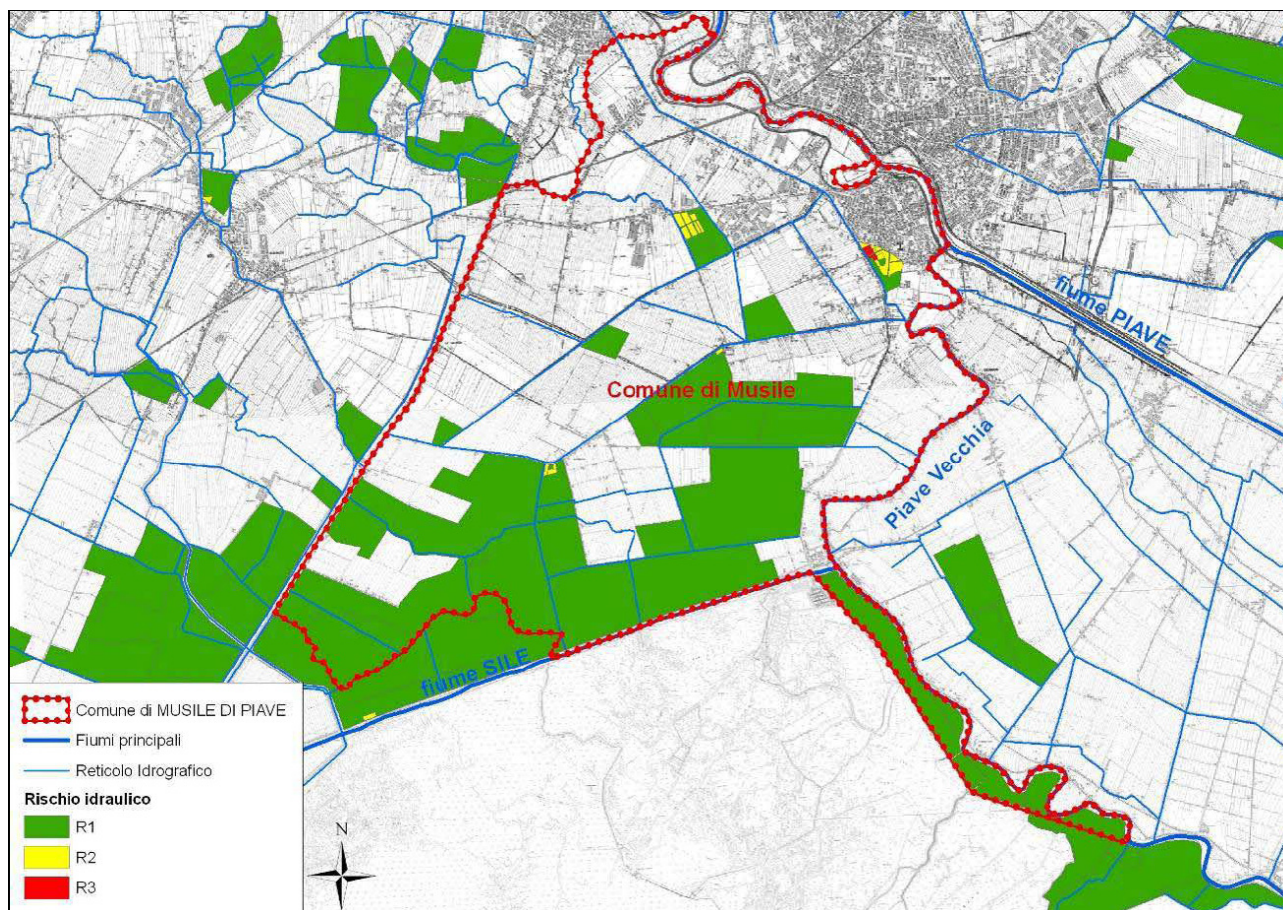 fiume PIAVE
Comune di Musile
Piave Vecchia
fiume SILE
Comune di MUSILE DI PIAVE
Fiumi principali
Reticolo Idrografico
Rischio idraulico
R1
R2
R3
N